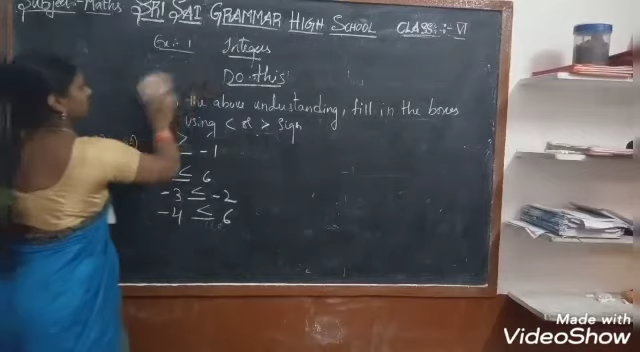 Subject:- Maths SRI SAI GRAMMAR HIGH SCHOOL CLASS:- VI
Ex:- 1 Integers
Do this
the above understanding, fill in the boxes
using < or > sign
> -1
< 6
-3 < -2
-4 < 6
Made with
VideoShow